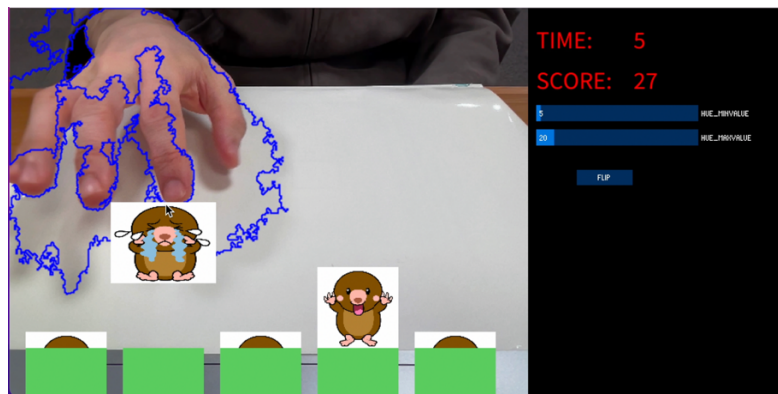 TIME: 5
SCORE: 27
5 HUE_MINVALUE
20 HUE_MAXVALUE
FLIP